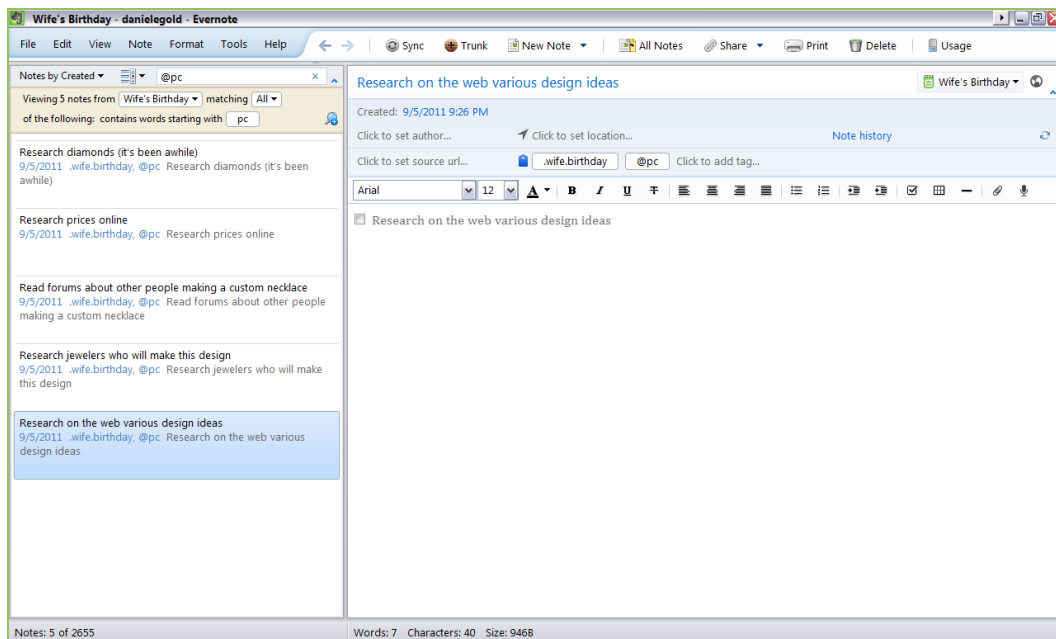 Wife's Birthday - danielegold - Evernote
File Edit View Note Format Tools Help Sync Trunk New Note All Notes Share Print Delete Usage
Notes by Created @pc
Viewing 5 notes from Wife's Birthday matching All
of the following: contains words starting with pc
Research diamonds (it's been awhile)
9/5/2011 .wife.birthday, @pc Research diamonds (it's been
awhile)
Research prices online
9/5/2011 .wife.birthday, @pc Research prices online
Read forums about other people making a custom necklace
9/5/2011 .wife.birthday, @pc Read forums about other people
making a custom necklace
Research jewelers who will make this design
9/5/2011 .wife.birthday, @pc Research jewelers who will make
this design
Research on the web various design ideas
9/5/2011 .wife.birthday, @pc Research on the web various
design ideas
Notes: 5 of 2655
Research on the web various design ideas Wife's Birthday
Created: 9/5/2011 9:26 PM
Click to set author... Click to set location... Note history
Click to set source url... .wife.birthday @pc Click to add tag...
Arial 12 A B I U T
Research on the web various design ideas
Words: 7 Characters: 40 Size: 946B